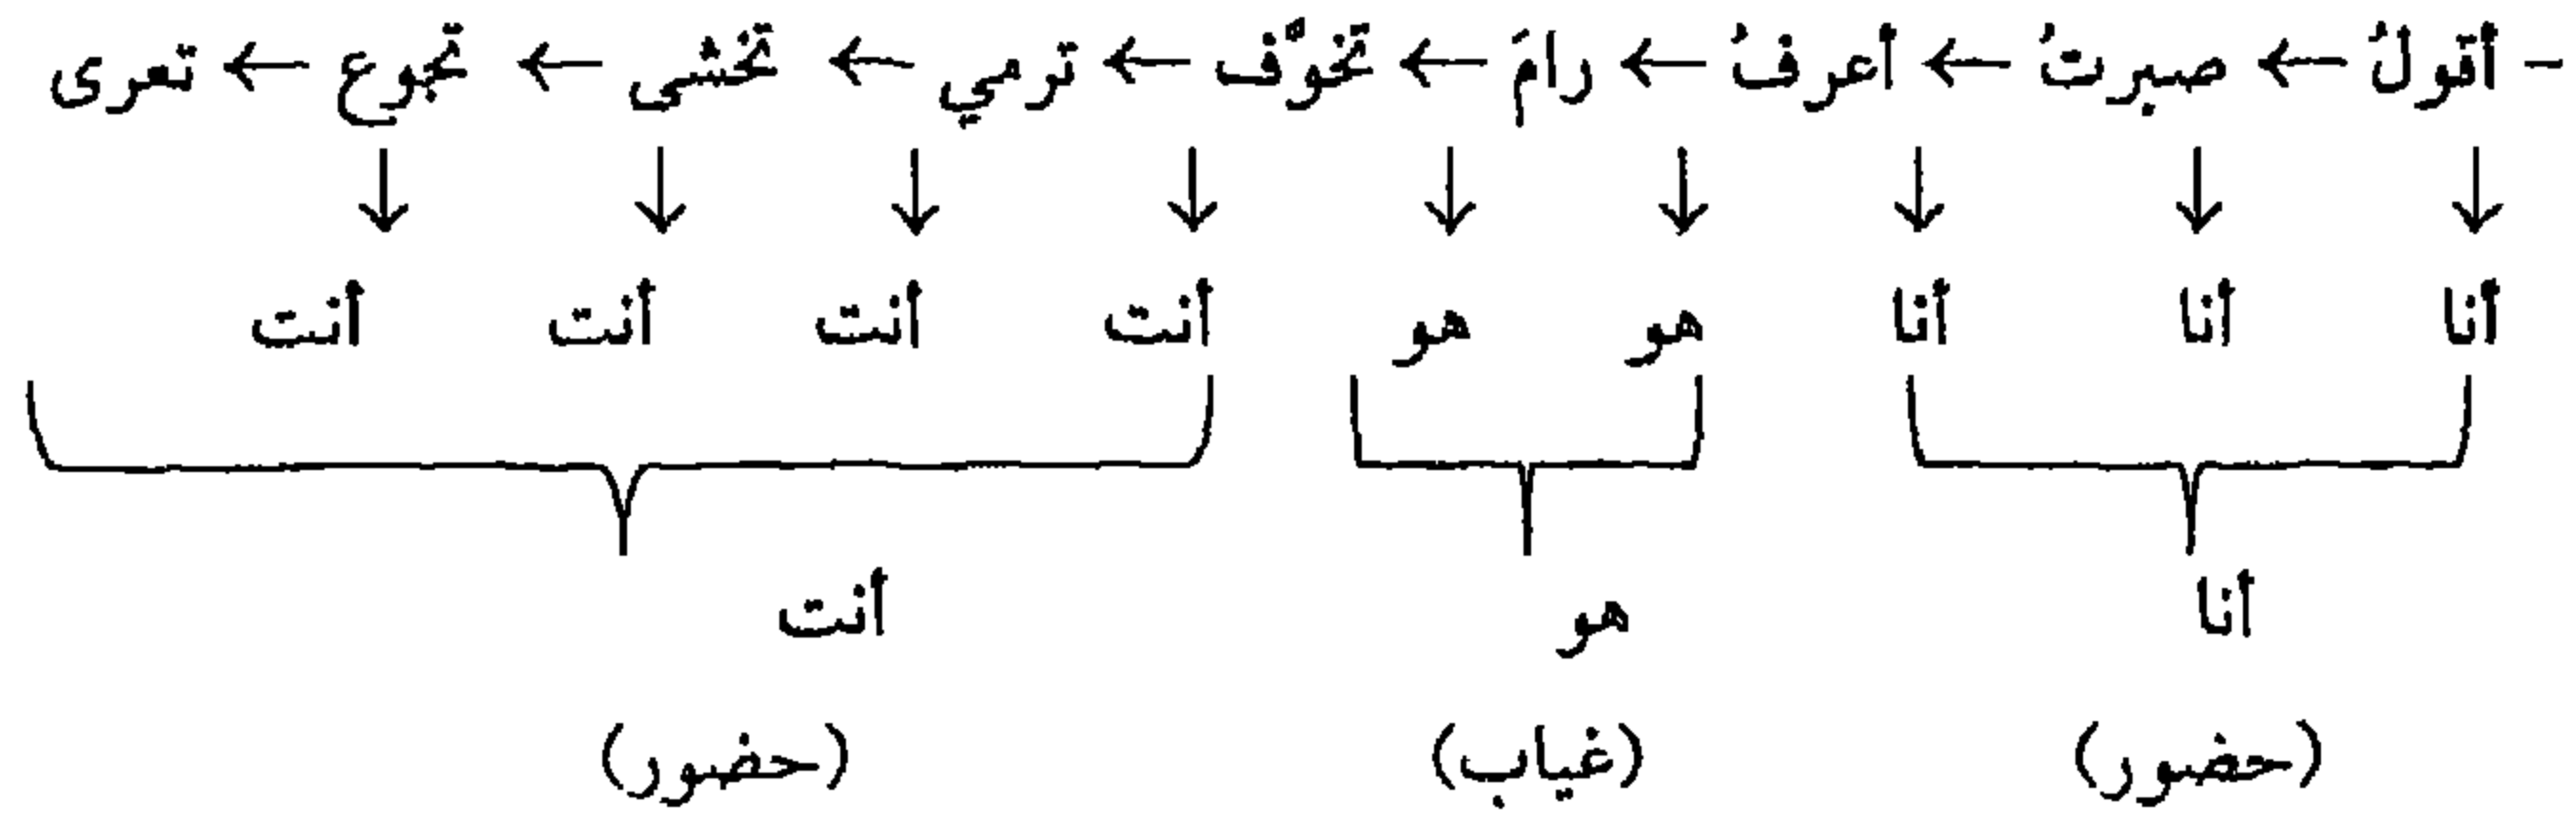 - أقولُ ← صبرتُ ← أعرفُ ← رامَ ← تخوَّف ← ترمي ← تخشى ← تجوع ← تعرى
↓ ↓ ↓ ↓ ↓ ↓ ↓ ↓ ↓
أنا أنا أنا هو هو أنت أنت أنت أنت
أنا هو أنت
(حضور) (غياب) (حضور)